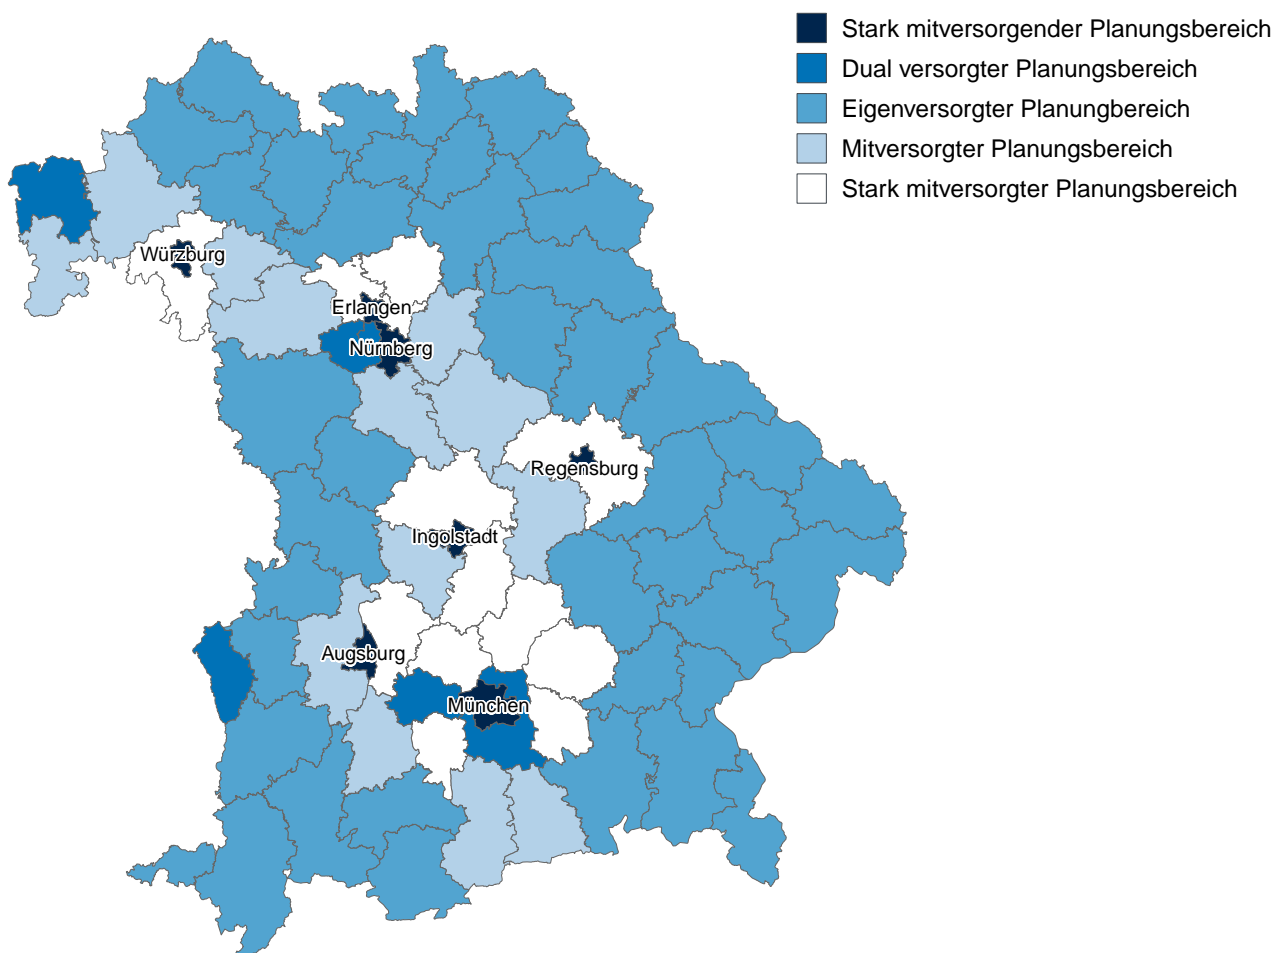 Stark mitversorgender Planungsbereich
Dual versorgter Planungsbereich
Eigenversorgter Planungbereich
Mitversorgter Planungsbereich
Stark mitversorgter Planungsbereich
Würzburg
Erlangen
Nürnberg
Regensburg
Ingolstadt
Augsburg
München